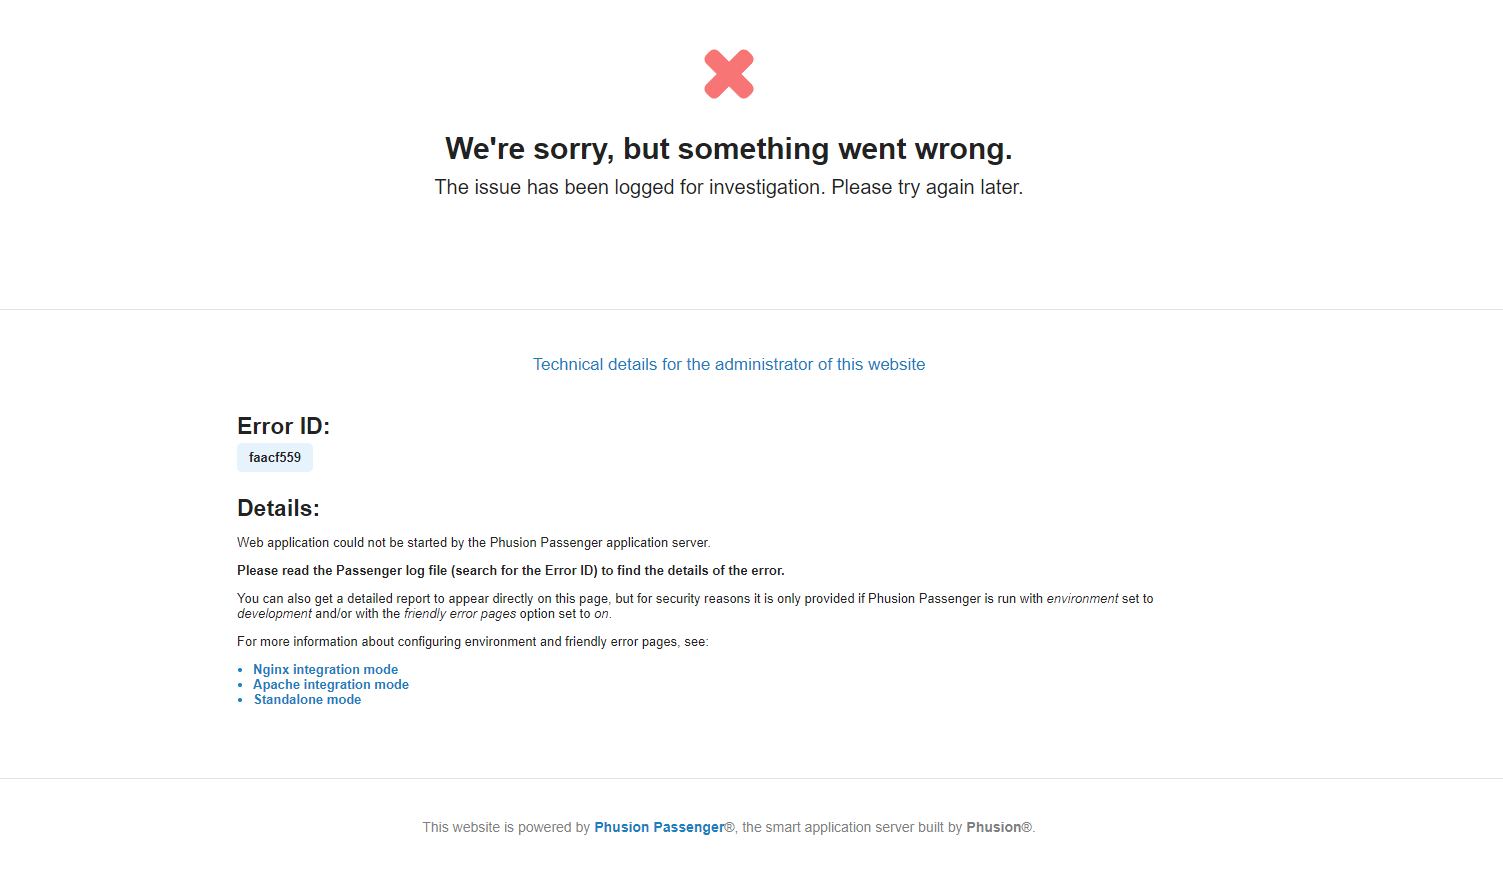 We're sorry, but something went wrong.
The issue has been logged for investigation. Please try again later.
Technical details for the administrator of this website
Error ID:
faacf559
Details:
Web application could not be started by the Phusion Passenger application server.
Please read the Passenger log file (search for the Error ID) to find the details of the error.
You can also get a detailed report to appear directly on this page, but for security reasons it is only provided if Phusion Passenger is run with environment set to
development and/or with the friendly error pages option set to on.
For more information about configuring environment and friendly error pages, see:
• Nginx integration mode
• Apache integration mode
• Standalone mode
This website is powered by Phusion Passenger®, the smart application server built by Phusion®.